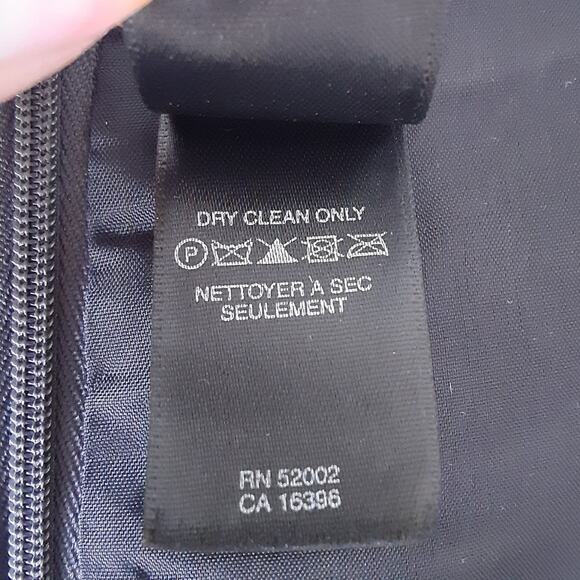 DRY CLEAN ONLY
P
NETTOYER À SEC
SEULEMENT
RN 52002
CA 16396